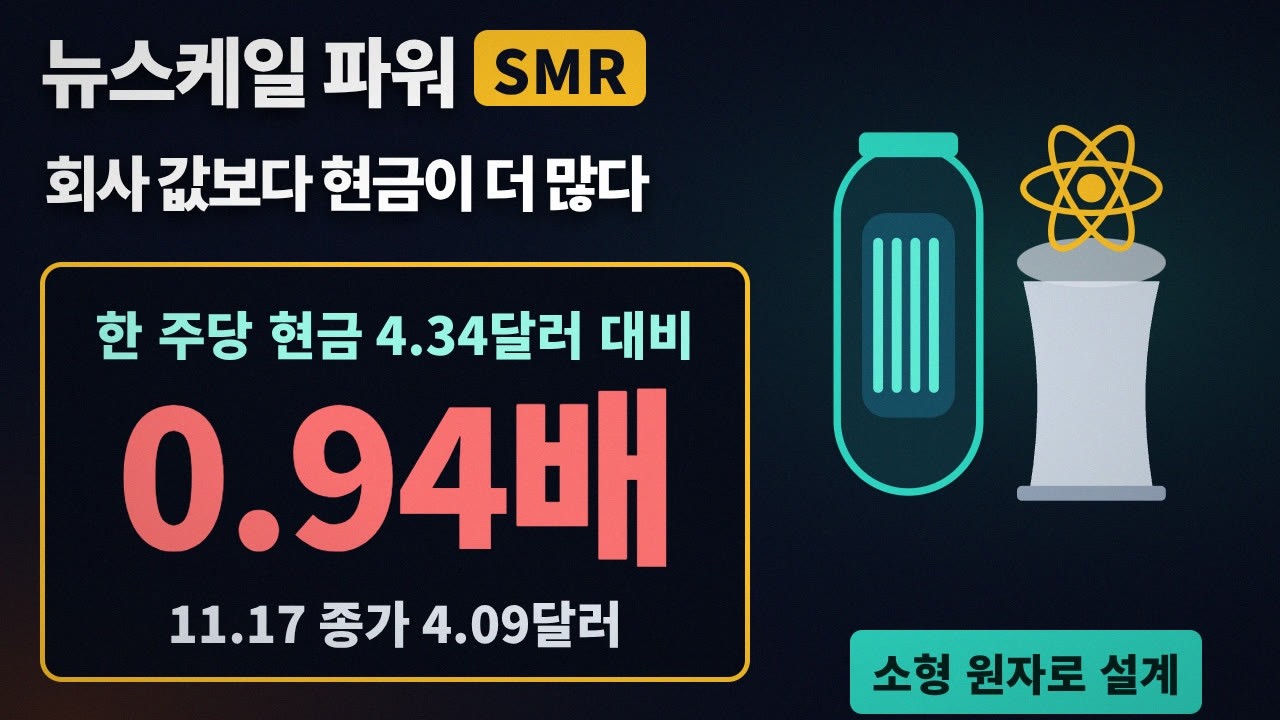 뉴스케일 파워 SMR
회사 값보다 현금이 더 많다
한 주당 현금 4.34달러 대비
0.94배
11.17 종가 4.09달러
소형 원자로 설계